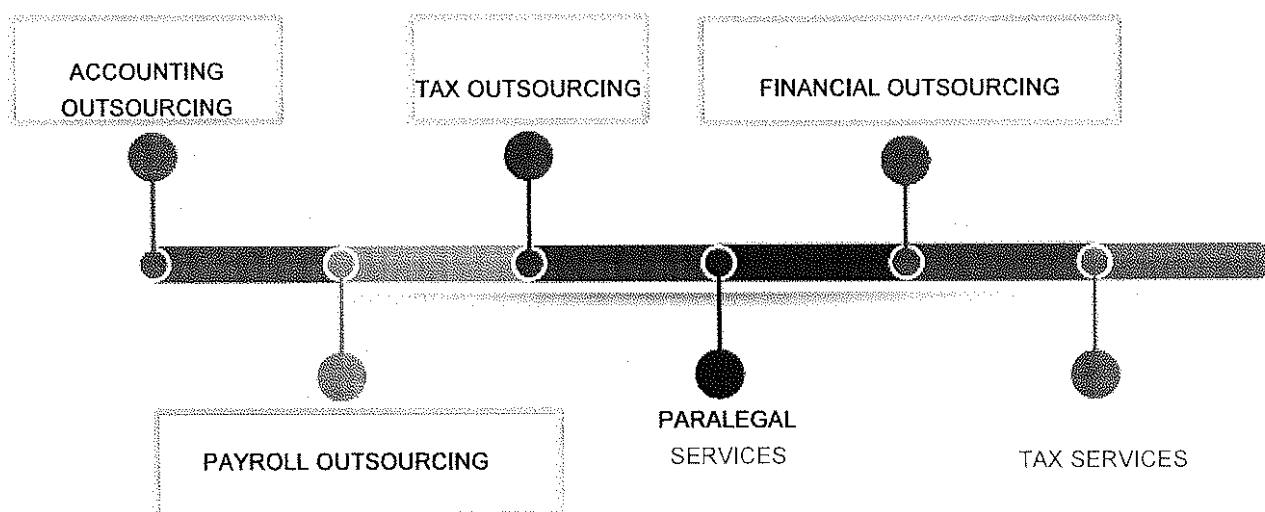 ACCOUNTING
OUTSOURCING
TAX OUTSOURCING
FINANCIAL OUTSOURCING
PAYROLL OUTSOURCING
PARALEGAL
SERVICES
TAX SERVICES